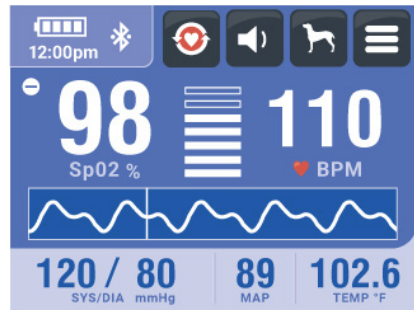 12:00pm
98 110
Sp02 % BPM
120 / 80 89 102.6
SYS/DIA mmHg MAP TEMP °F